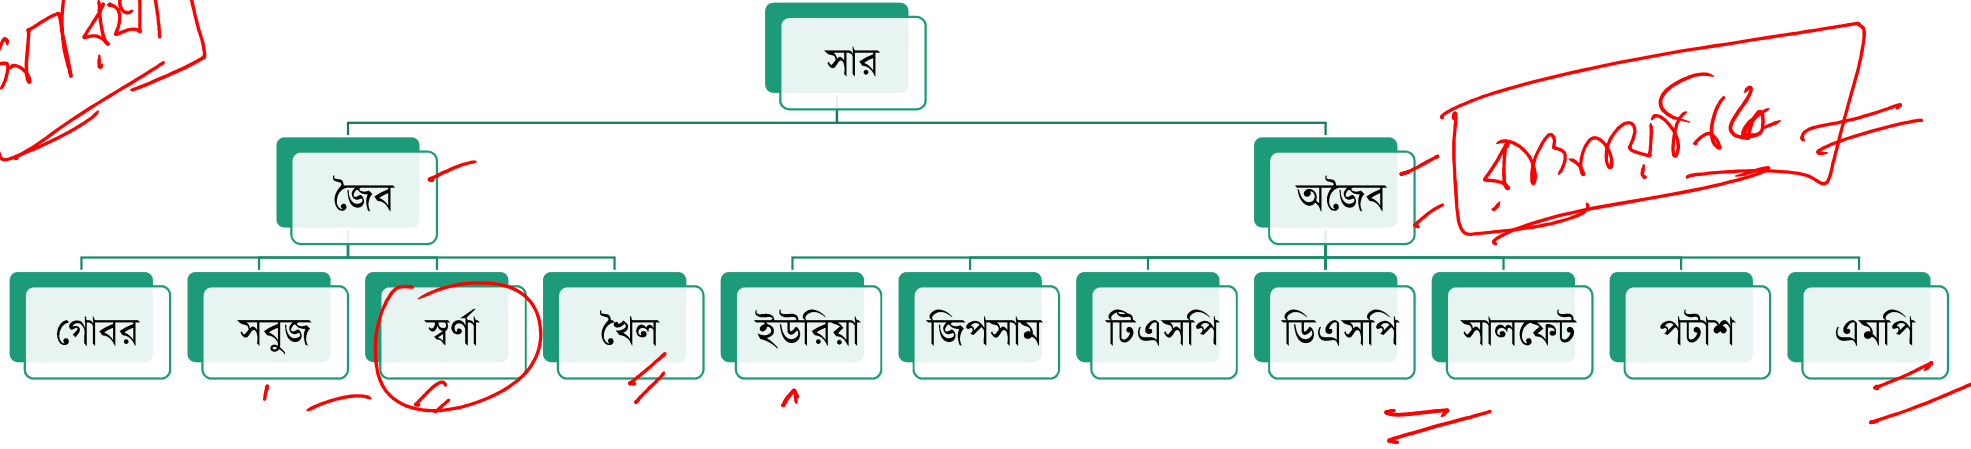 সার
জৈব
অজৈব
রাসায়নিক
গোবর
সবুজ
স্বর্ণা
খৈল
ইউরিয়া
জিপসাম
টিএসপি
ডিএসপি
সালফেট
পটাশ
এমপি